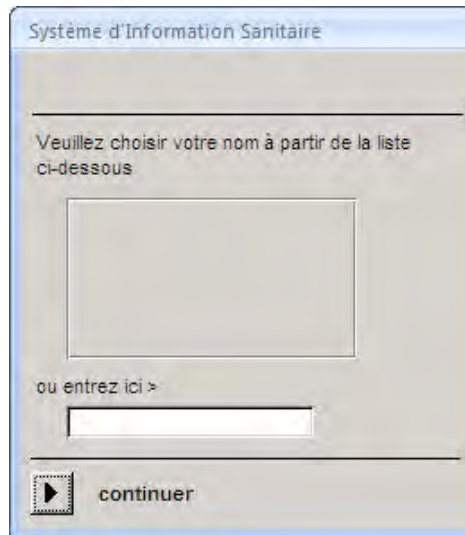 Système d'Information Sanitaire
Veuillez choisir votre nom à partir de la liste
ci-dessous
ou entrez ici >
continuer